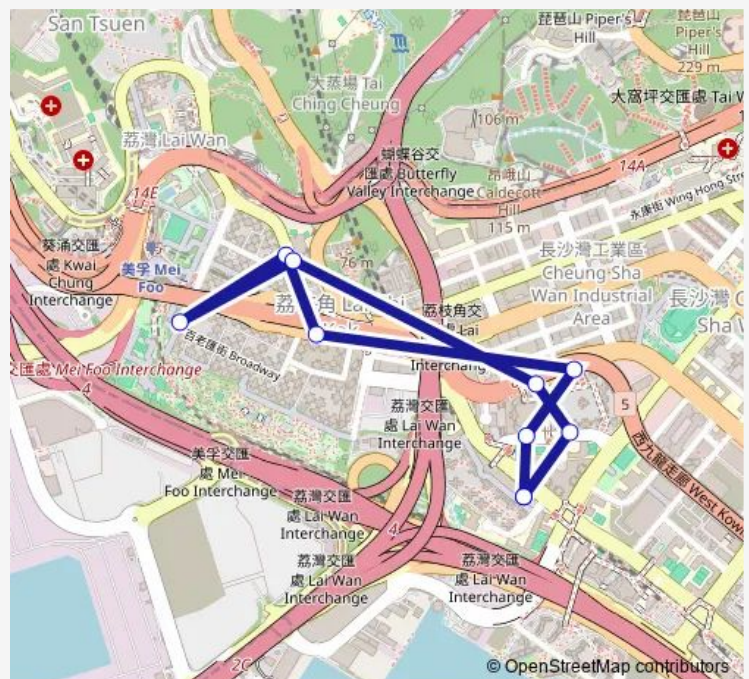 San Tsuen
琵琶山 Piper's
Hill
琵琶山
Piper's
Hill
229 m
大蒸場 Tai
Ching Cheung
大窩坪交匯處 Tai W
106 m
荔灣 Lai Wan
蝴蝶谷交
匯處 Butterfly
Valley Interchange
昂峨山
Caldecott
Hill
115 m
14A
永康街 Wing Hong Stre
14E
葵涌交匯
處 Kwai
Chung
Interchange
美孚 Mei
Foo
76 m
長沙灣工業區
Cheung Sha
Wan Industrial
Area
長沙灣 C
Sha W
荔枝角交
處 Lai
Interchang
百老匯街 Broadway
交匯處 Mei Foo Interchange
4
5
荔灣交匯
處 Lai Wan
Interchange
西九龍走廊 West Kowl
美孚交匯
處 Mei
Foo Interchange
荔灣交匯
處 Lai Wan
Interchange
4
荔灣交匯
處 Lai Wan
Interchange
荔灣交匯
處 Lai Wan
Interchange
2C
© OpenStreetMap contributors